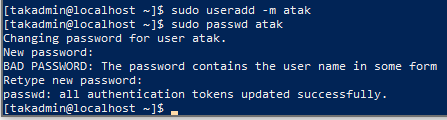 [takadmin@localhost ~]$ sudo useradd -m atak
[takadmin@localhost ~]$ sudo passwd atak
Changing password for user atak.
New password:
BAD PASSWORD: The password contains the user name in some form
Retype new password:
passwd: all authentication tokens updated successfully.
[takadmin@localhost ~]$